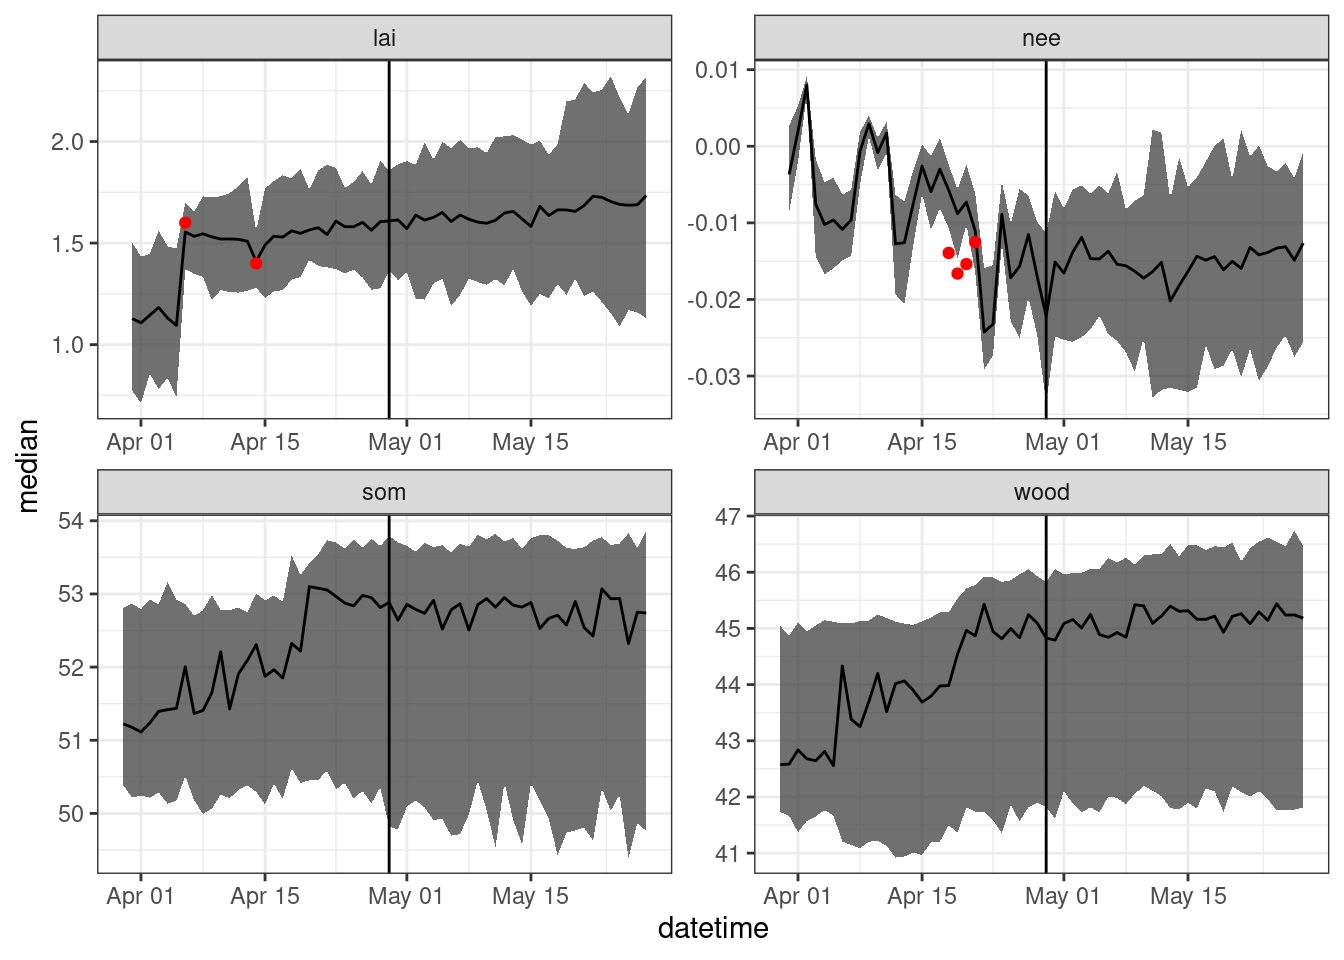 lai
nee
2.0
1.5
1.0
0.01
0.00
-0.01
-0.02
-0.03
Apr 01 Apr 15 May 01 May 15
Apr 01 Apr 15 May 01 May 15
median
som
wood
54
53
52
51
50
47
46
45
44
43
42
41
Apr 01 Apr 15 May 01 May 15
Apr 01 Apr 15 May 01 May 15
datetime